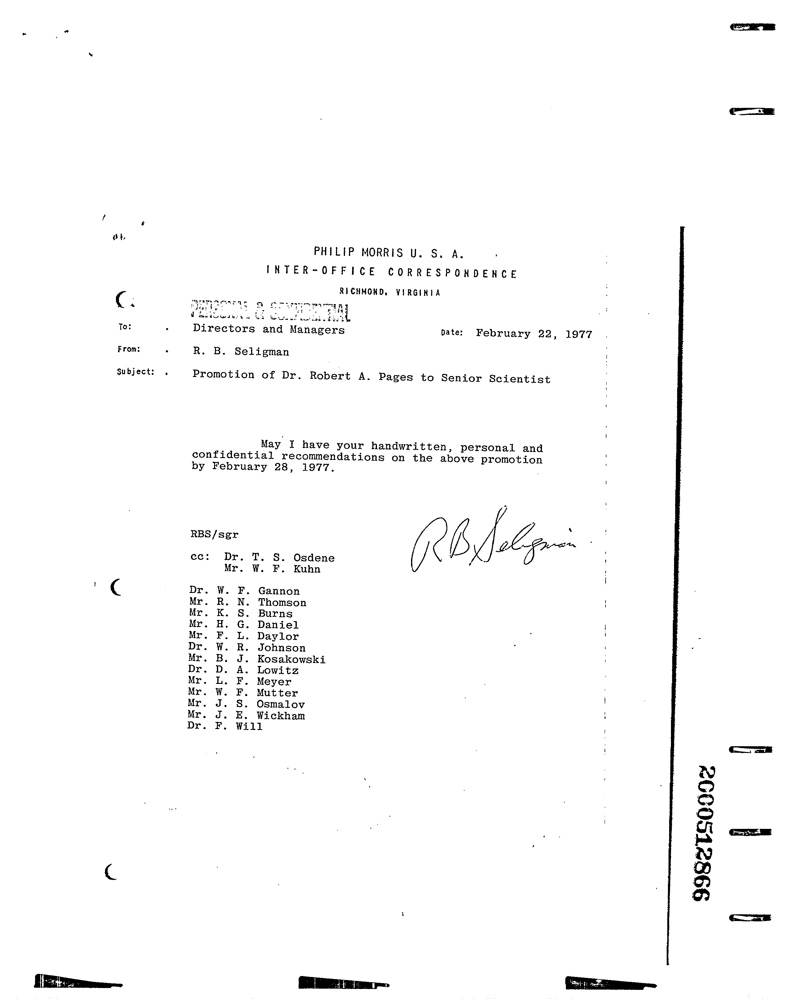 PHILIP MORRIS U. S. A.
INTER-OFFICE CORRESPONDENCE
RICHMOND, VIRGINIA
PERSONAL & CONFIDENTIAL
To: Directors and Managers Date: February 22, 1977
From: R. B. Seligman
Subject: Promotion of Dr. Robert A. Pages to Senior Scientist
May I have your handwritten, personal and
confidential recommendations on the above promotion
by February 28, 1977.
RBS/sgr
RB Seligman
cc: Dr. T. S. Osdene
Mr. W. F. Kuhn
Dr. W. F. Gannon
Mr. R. N. Thomson
Mr. K. S. Burns
Mr. H. G. Daniel
Mr. F. L. Daylor
Dr. W. R. Johnson
Mr. B. J. Kosakowski
Dr. D. A. Lowitz
Mr. L. F. Meyer
Mr. W. F. Mutter
Mr. J. S. Osmalov
Mr. J. E. Wickham
Dr. F. Will
2000512866